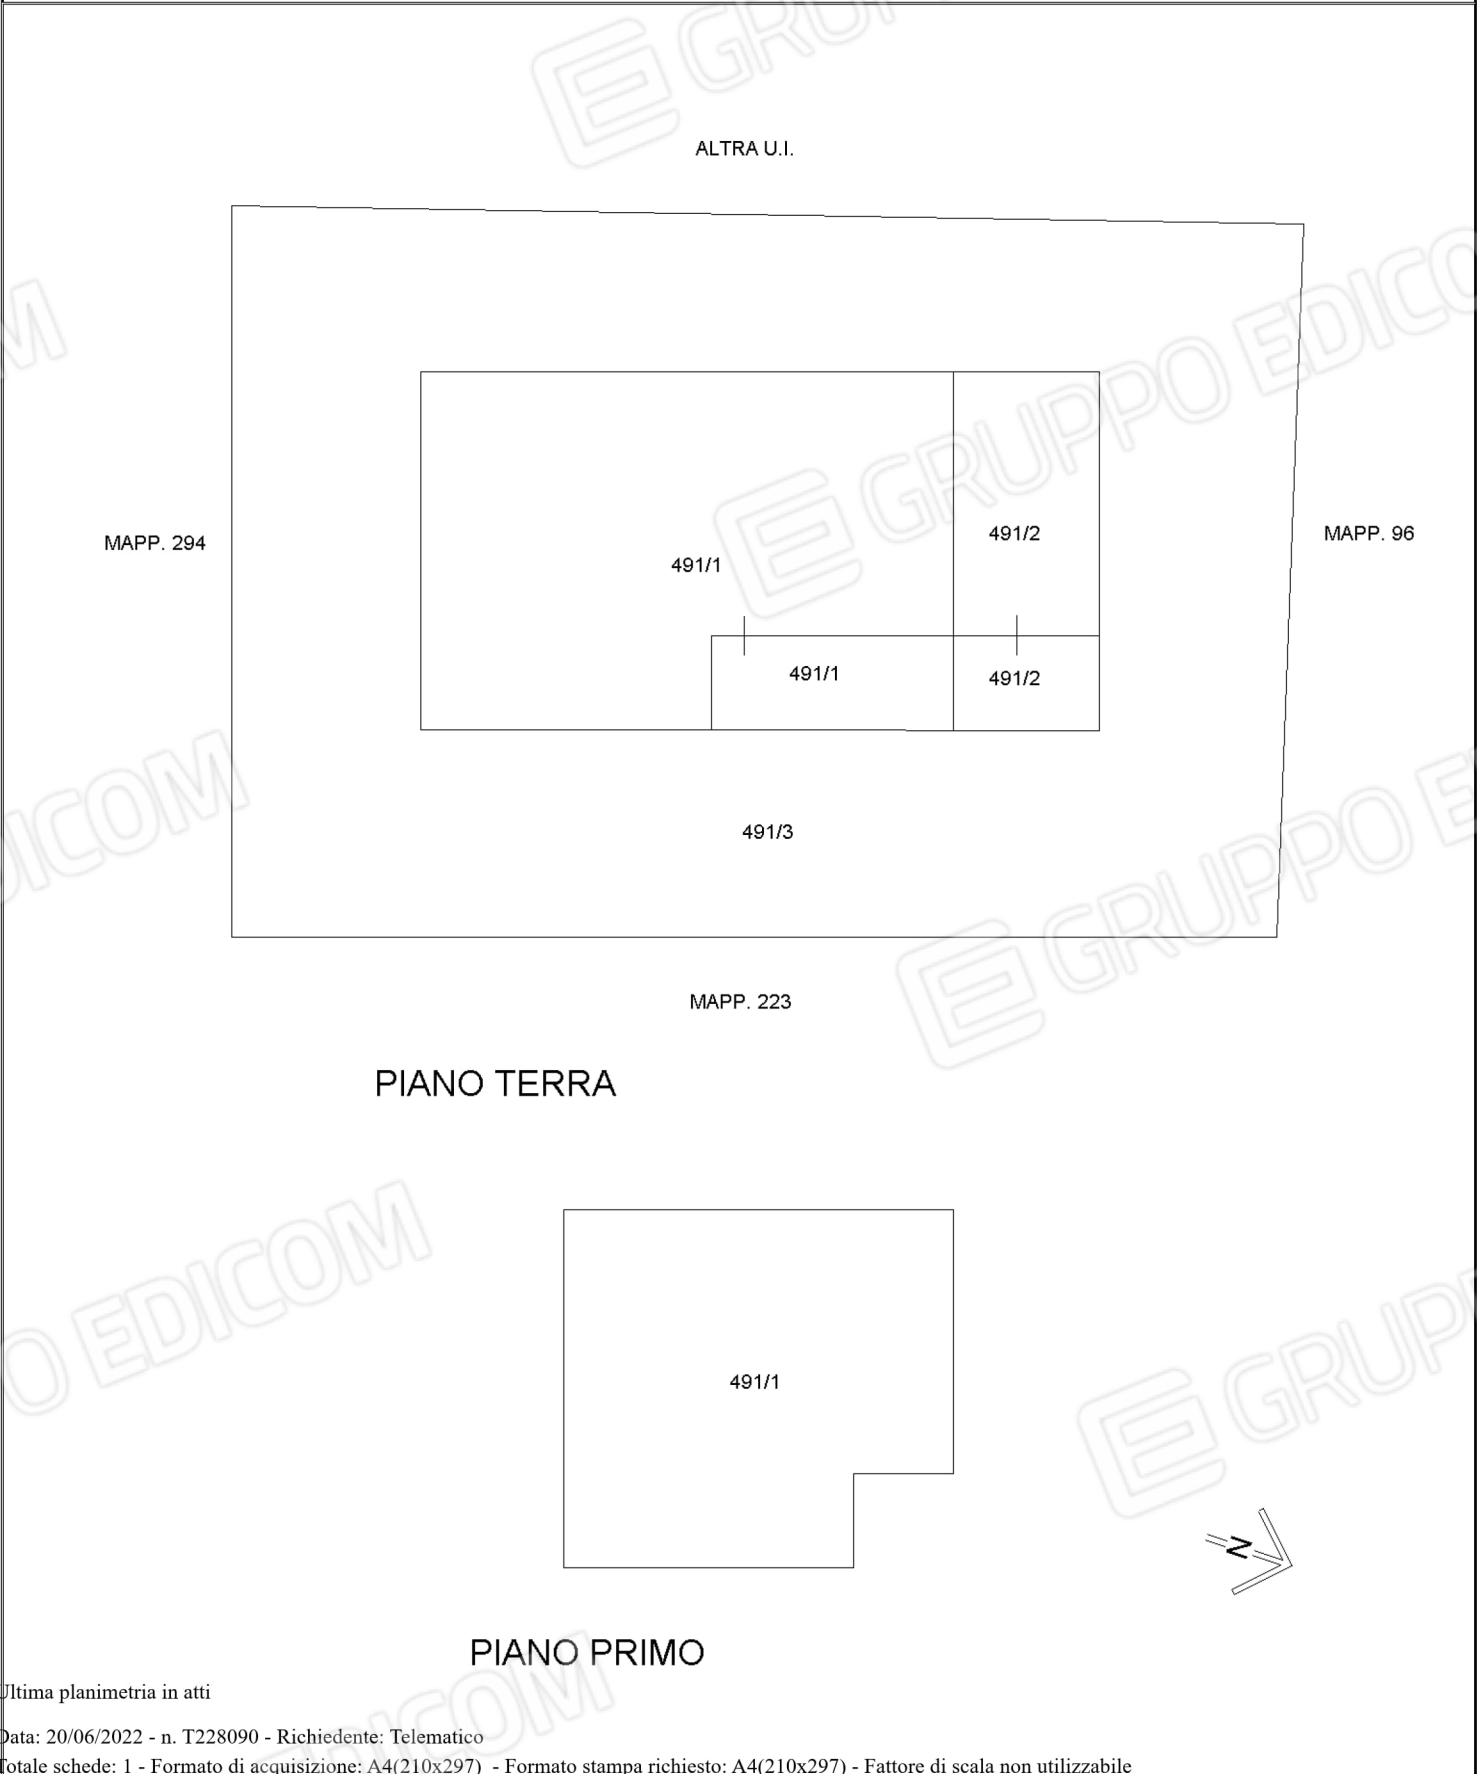 ALTRA U.I.
MAPP. 294
MAPP. 96
491/2
491/1
491/1
491/2
491/3
MAPP. 223
PIANO TERRA
491/1
N
PIANO PRIMO
Ultima planimetria in atti
Data: 20/06/2022 - n. T228090 - Richiedente: Telematico
Totale schede: 1 - Formato di acquisizione: A4(210x297) - Formato stampa richiesto: A4(210x297) - Fattore di scala non utilizzabile
GRUPPO EDICOM